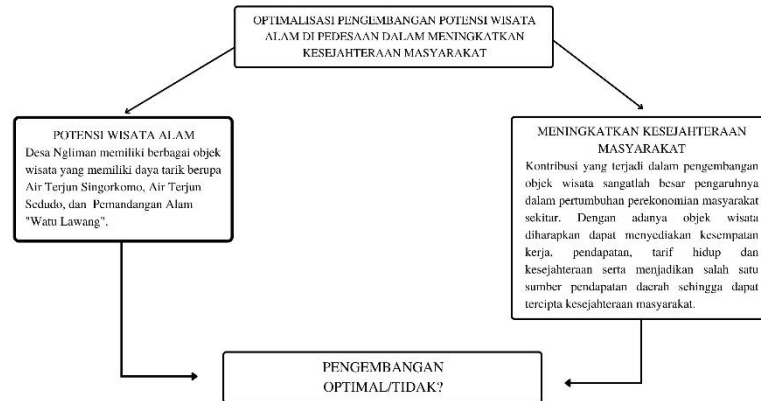 OPTIMALISASI PENGEMBANGAN POTENSI WISATA
ALAM DI PEDESAAN DALAM MENINGKATKAN
KESEJAHTERAAN MASYARAKAT
POTENSI WISATA ALAM
Desa Ngliman memiliki berbagai objek
wisata yang memiliki daya tarik berupa
Air Terjun Singorkomo, Air Terjun
Sedudo, dan Pemandangan Alam
"Watu Lawang".
MENINGKATKAN KESEJAHTERAAN
MASYARAKAT
Kontribusi yang terjadi dalam pengembangan
objek wisata sangatlah besar pengaruhnya
dalam pertumbuhan perekonomian masyarakat
sekitar. Dengan adanya objek wisata
diharapkan dapat menyediakan kesempatan
kerja, pendapatan, tarif hidup dan
kesejahteraan serta menjadikan salah satu
sumber pendapatan daerah sehingga dapat
tercipta kesejahteraan masyarakat.
PENGEMBANGAN
OPTIMAL/TIDAK?